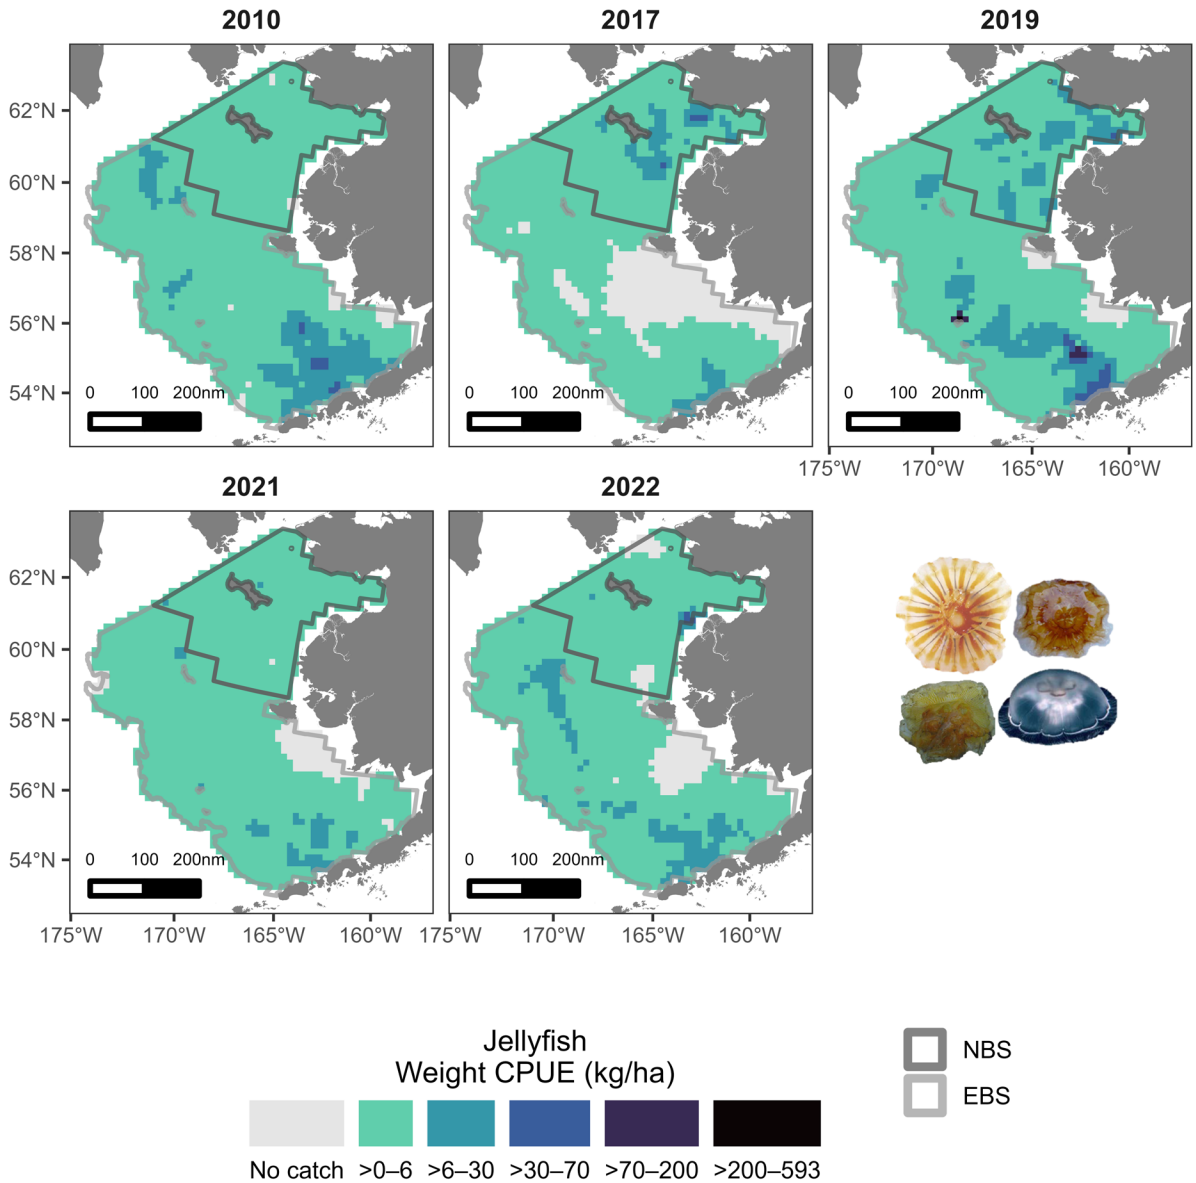 2010
2017
2019
62°N
60°N
58°N
56°N
54°N
0 100 200nm
0 100 200nm
0 100 200nm
175°W 170°W 165°W 160°W
2021
2022
62°N
60°N
58°N
56°N
54°N
0 100 200nm
0 100 200nm
175°W 170°W 165°W 160°W 175°W 170°W 165°W 160°W
Jellyfish
Weight CPUE (kg/ha)
No catch >0–6 >6–30 >30–70 >70–200 >200–593
NBS
EBS